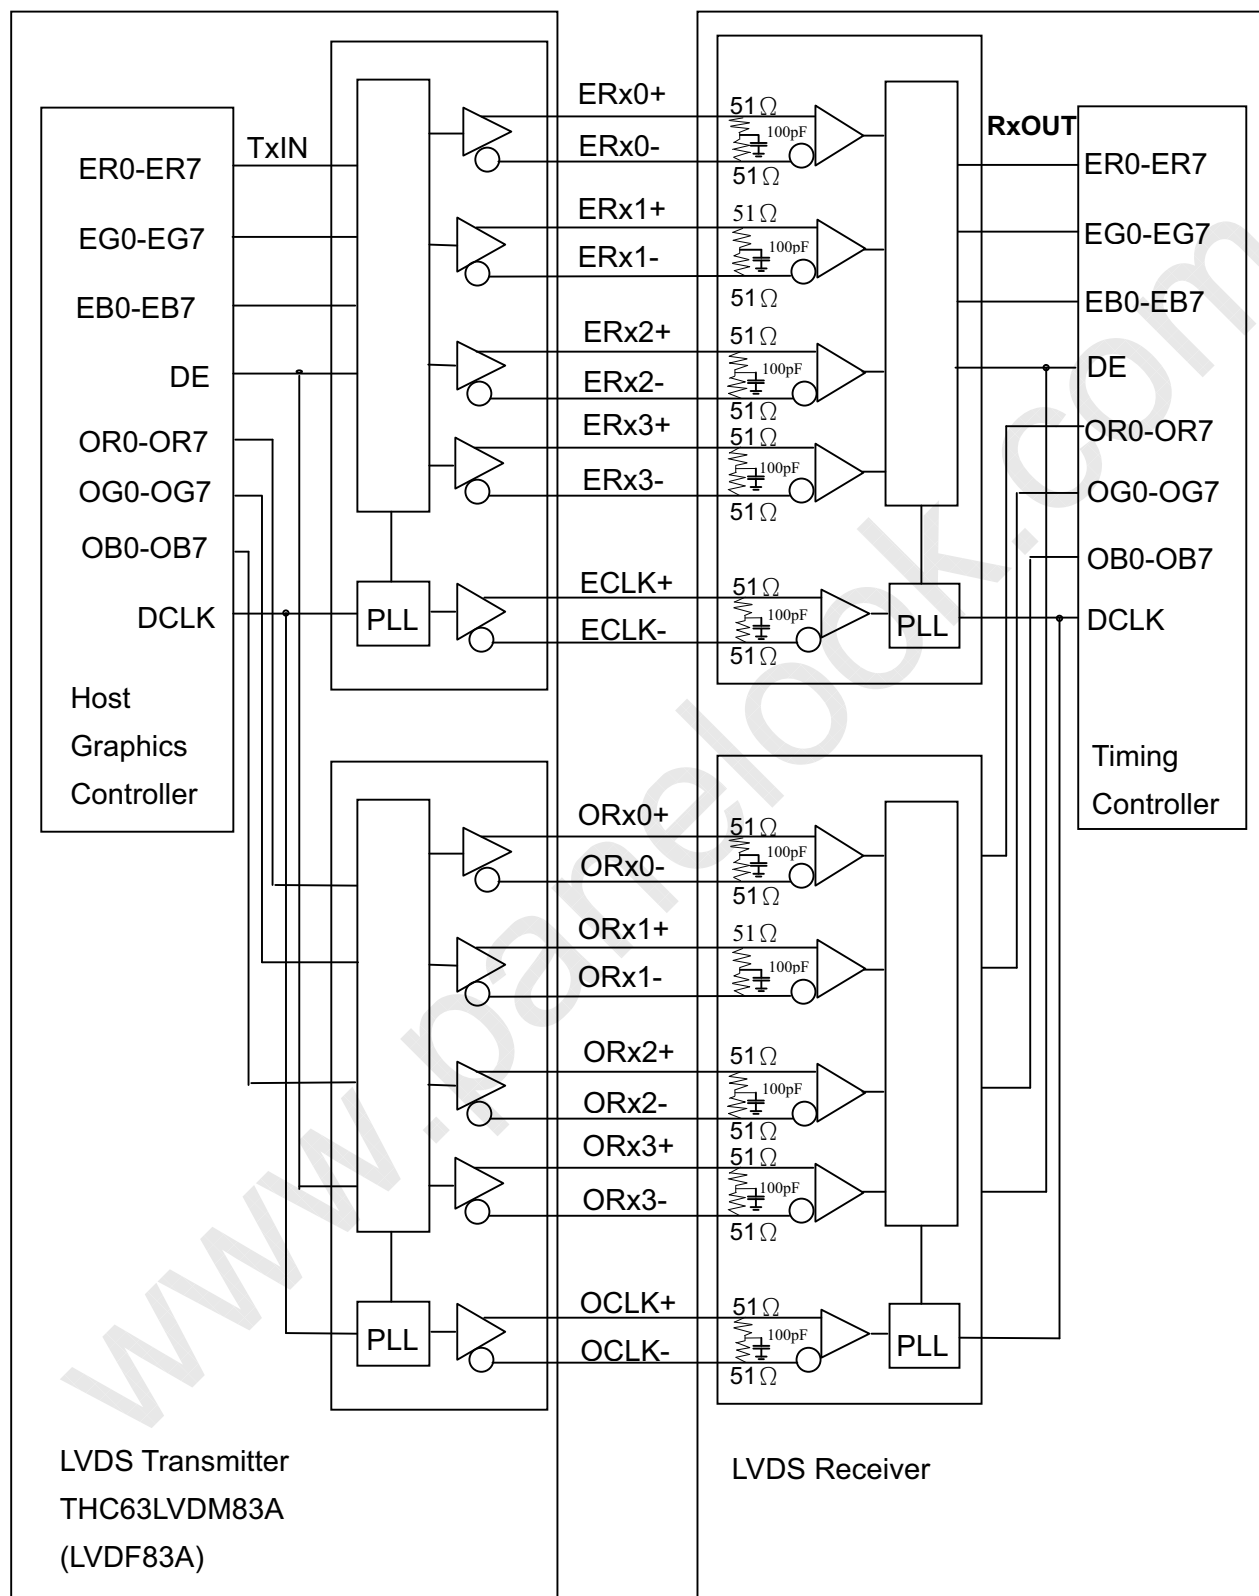 ER0-ER7
EG0-EG7
EB0-EB7
DE
OR0-OR7
OG0-OG7
OB0-OB7
DCLK
Host
Graphics
Controller
TxIN
PLL
ERx0+
ERx0-
ERx1+
ERx1-
ERx2+
ERx2-
ERx3+
ERx3-
ECLK+
ECLK-
51Ω
100pF
51Ω
51Ω
100pF
51Ω
51Ω
100pF
51Ω
51Ω
100pF
51Ω
51Ω
100pF
51Ω
PLL
RxOUT
ER0-ER7
EG0-EG7
EB0-EB7
DE
OR0-OR7
OG0-OG7
OB0-OB7
DCLK
Timing
Controller
PLL
ORx0+
ORx0-
ORx1+
ORx1-
ORx2+
ORx2-
ORx3+
ORx3-
OCLK+
OCLK-
51Ω
100pF
51Ω
51Ω
100pF
51Ω
100pF
51Ω
51Ω
100pF
51Ω
51Ω
100pF
51Ω
PLL
LVDS Transmitter
THC63LVDM83A
(LVDF83A)
LVDS Receiver
www.panelook.com